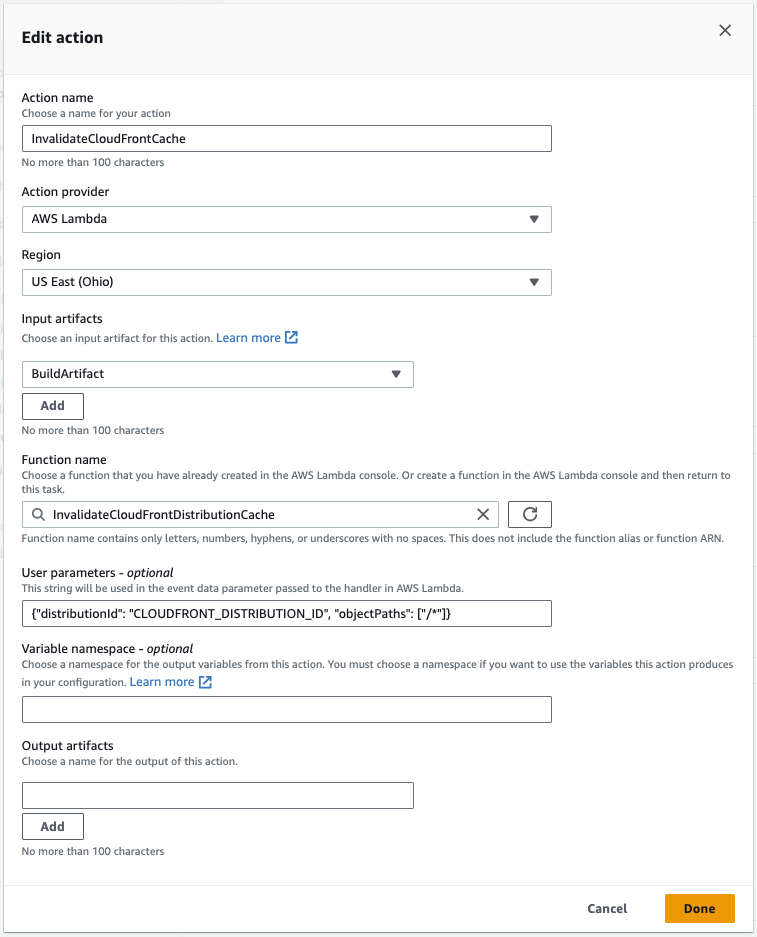 Edit action
Action name
Choose a name for your action
InvalidateCloudFrontCache
No more than 100 characters
Action provider
AWS Lambda
Region
US East (Ohio)
Input artifacts
Choose an input artifact for this action. Learn more
BuildArtifact
Add
No more than 100 characters
Function name
Choose a function that you have already created in the AWS Lambda console. Or create a function in the AWS Lambda console and then return to
this task.
InvalidateCloudFrontDistributionCache
Function name contains only letters, numbers, hyphens, or underscores with no spaces. This does not include the function alias or function ARN.
User parameters - optional
This string will be used in the event data parameter passed to the handler in AWS Lambda.
{"distributionId": "CLOUDFRONT_DISTRIBUTION_ID", "objectPaths": ["/*"]}
Variable namespace - optional
Choose a namespace for the output variables from this action. You must choose a namespace if you want to use the variables this action produces
in your configuration. Learn more
Output artifacts
Choose a name for the output of this action.
Add
No more than 100 characters
Cancel
Done